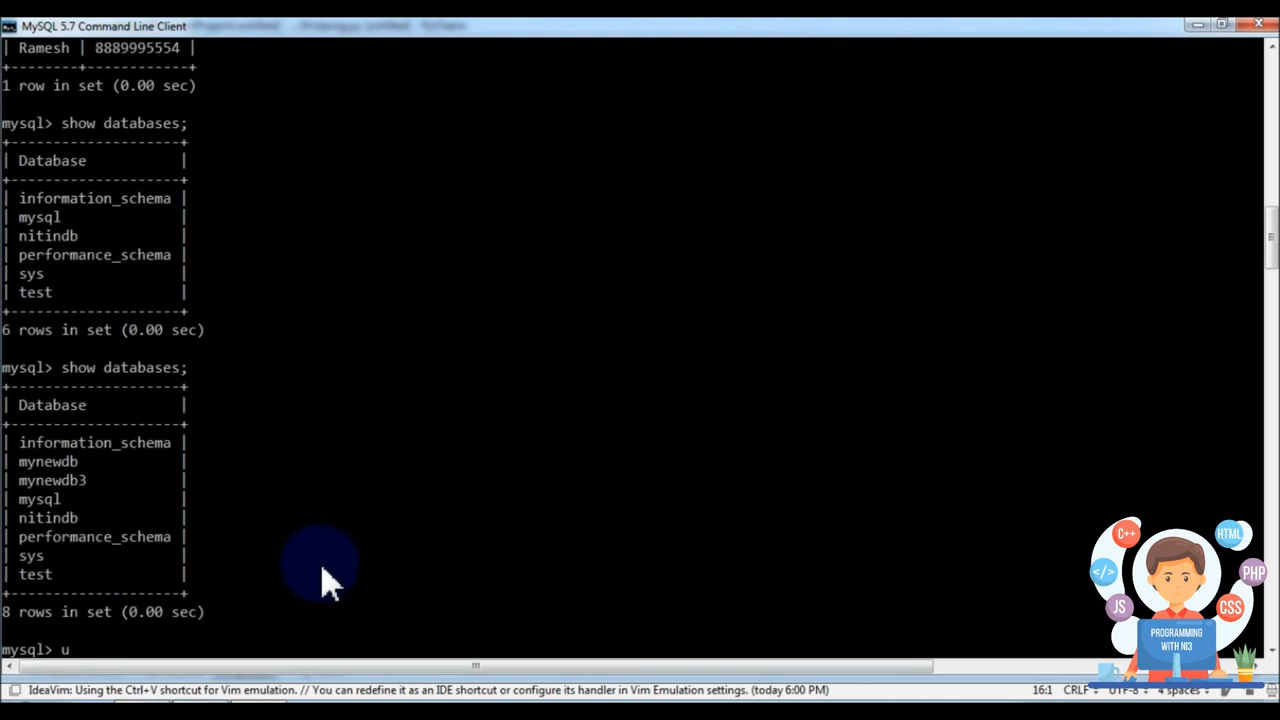 MySQL 5.7 Command Line Client
| Ramesh | 8889995554 |
+--------+------------+
1 row in set (0.00 sec)
mysql> show databases;
+--------------------+
| Database           |
+--------------------+
| information_schema |
| mysql              |
| nitindb            |
| performance_schema |
| sys                |
| test               |
+--------------------+
6 rows in set (0.00 sec)
mysql> show databases;
+--------------------+
| Database           |
+--------------------+
| information_schema |
| mynewdb            |
| mynewdb3           |
| mysql              |
| nitindb            |
| performance_schema |
| sys                |
| test               |
+--------------------+
8 rows in set (0.00 sec)
mysql> u
C++
HTML
</>
PHP
JS
CSS
PROGRAMMING
WITH NI3
IdeaVim: Using the Ctrl+V shortcut for Vim emulation. // You can redefine it as an IDE shortcut or configure its handler in Vim Emulation settings. (today 6:00 PM)
16:1 CRLF UTF-8 4 spaces